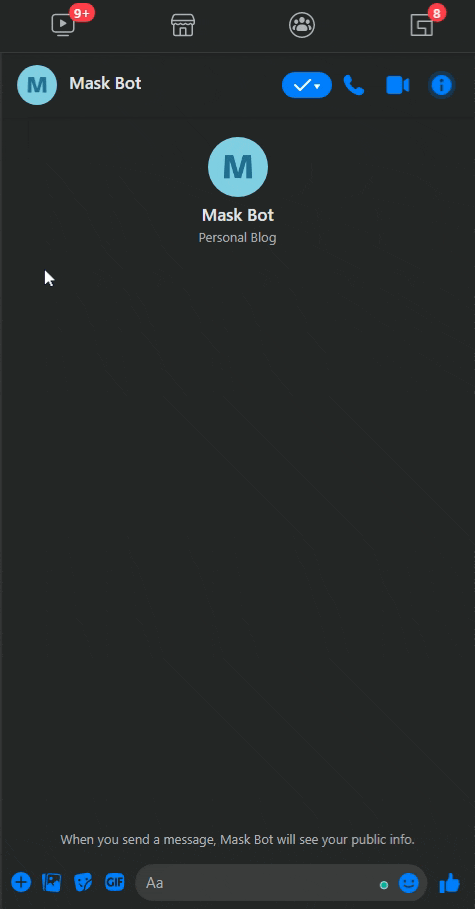 9+
8
M
Mask Bot
M
Mask Bot
Personal Blog
When you send a message, Mask Bot will see your public info.
GIF
Aa